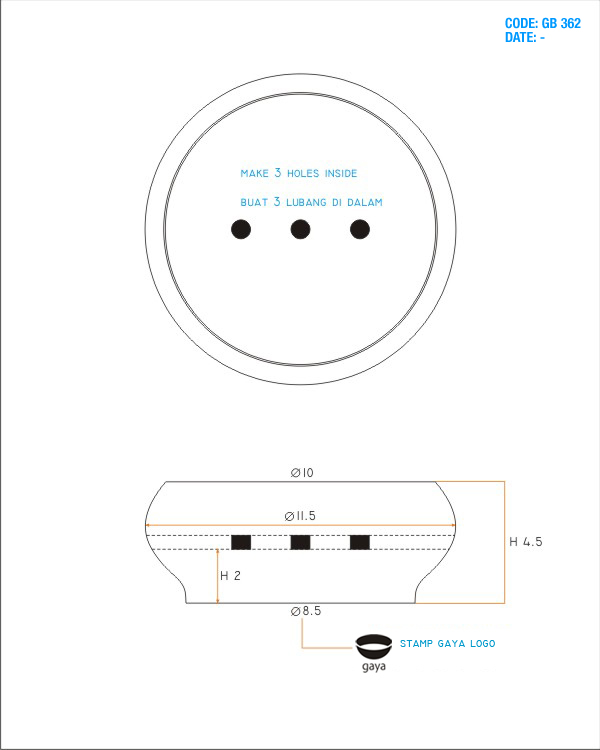 CODE: GB 362
DATE: -
MAKE 3 HOLES INSIDE
BUAT 3 LUBANG DI DALAM
Ø10
Ø11.5
H 4.5
H 2
Ø8.5
STAMP GAYA LOGO
gaya